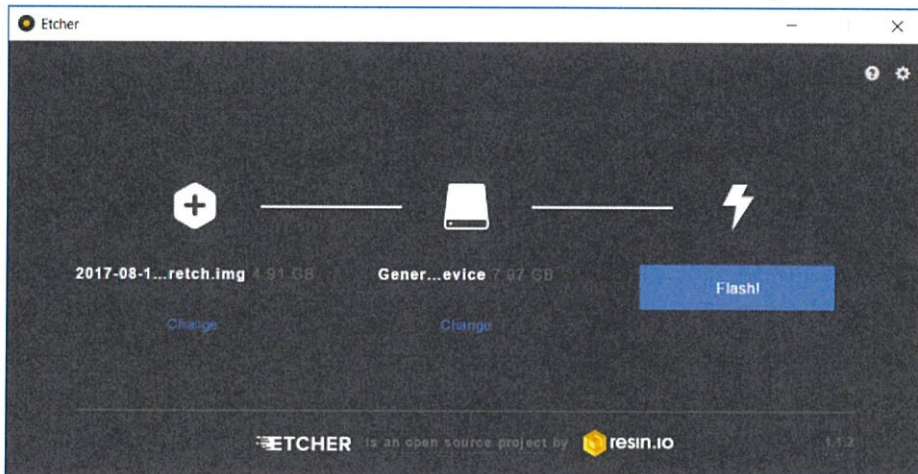 Etcher
2017-08-1...retch.img 4.91 GB
Gener...evice 7.97 GB
Flash!
Change
Change
ETCHER is an open source project by resin.io 1.1.2